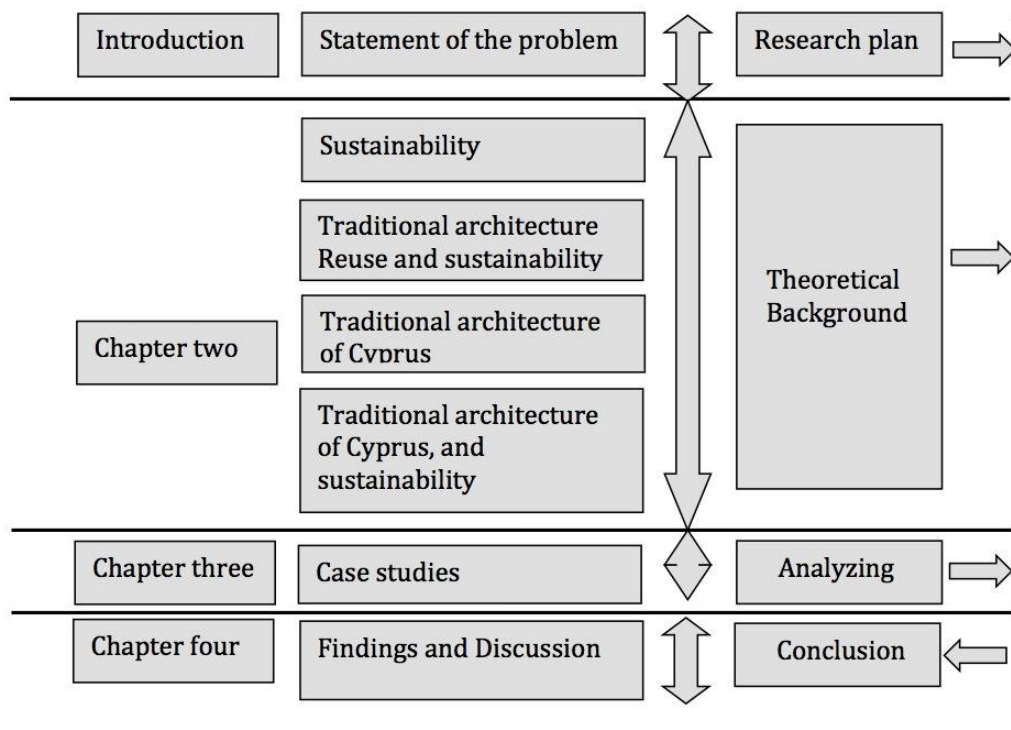 Introduction
Statement of the problem
Research plan
Sustainability
Traditional architecture
Reuse and sustainability
Traditional architecture
of Cyprus
Chapter two
Traditional architecture
of Cyprus, and
sustainability
Theoretical
Background
Chapter three
Case studies
Analyzing
Chapter four
Findings and Discussion
Conclusion